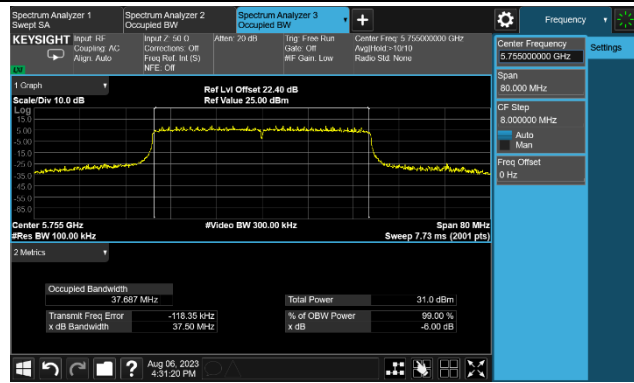 Spectrum Analyzer 1 Spectrum Analyzer 2 Spectrum Analyzer 3 + Frequency
Swept SA Occupied BW Occupied BW
KEYSIGHT Input: RF Input Z: 50 Ω Atten: 20 dB Trig: Free Run Center Freq: 5.755000000 GHz
Coupling: AC Corrections: Off Gate: Off Avg|Hold:>10/10
Align: Auto Freq Ref: Int (S) #IF Gain: Low Radio Std: None
NFE: Off
Center Frequency Settings
5.755000000 GHz
Span
80.000 MHz
CF Step
8.000000 MHz
Auto
Man
Freq Offset
0 Hz
1 Graph Ref Lvl Offset 22.40 dB
Scale/Div 10.0 dB Ref Value 25.00 dBm
Log
15.0
5.00
-5.00
-15.0
-25.0
-35.0
-45.0
-55.0
-65.0
Center 5.755 GHz #Video BW 300.00 kHz Span 80 MHz
#Res BW 100.00 kHz Sweep 7.73 ms (2001 pts)
2 Metrics
Occupied Bandwidth
37.687 MHz Total Power 31.0 dBm
Transmit Freq Error -118.35 kHz % of OBW Power 99.00 %
x dB Bandwidth 37.50 MHz x dB -6.00 dB
? Aug 06, 2023
4:31:20 PM